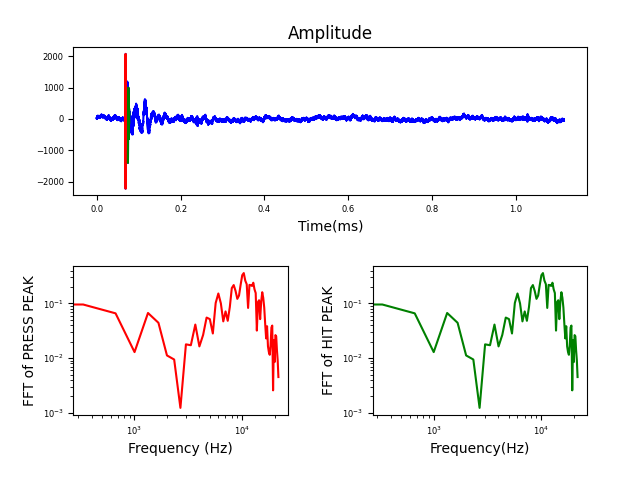 Amplitude
2000
1000
0
−1000
−2000
0.0 0.2 0.4 0.6 0.8 1.0
Time(ms)
FFT of PRESS PEAK
10⁻¹
10⁻²
10⁻³
10³ 10⁴
Frequency (Hz)
FFT of HIT PEAK
10⁻¹
10⁻²
10⁻³
10³ 10⁴
Frequency(Hz)